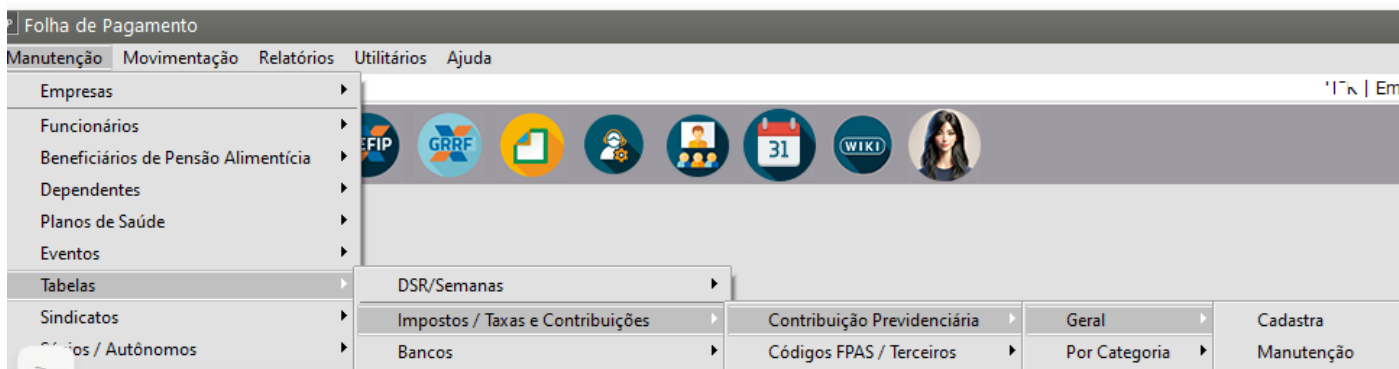 Folha de Pagamento
Manutenção Movimentação Relatórios Utilitários Ajuda
Empresas
Funcionários
Beneficiários de Pensão Alimentícia
Dependentes
Planos de Saúde
Eventos
Tabelas
Sindicatos
/ Autônomos
GRRF
31
WIKI
DSR/Semanas
Impostos / Taxas e Contribuições
Bancos
Contribuição Previdenciária
Códigos FPAS / Terceiros
Geral
Por Categoria
Cadastra
Manutenção